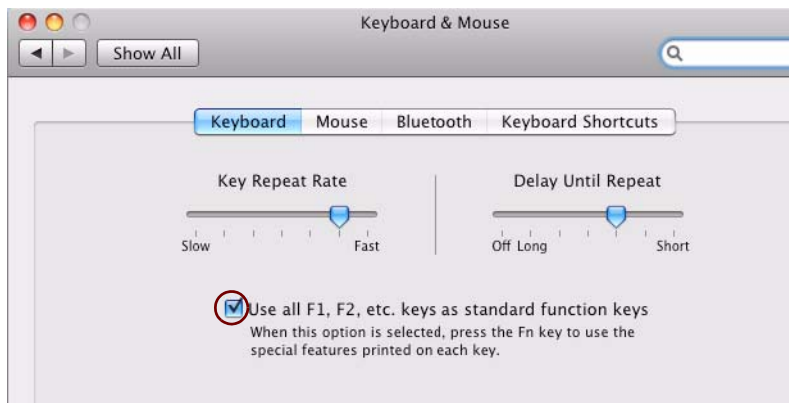 Keyboard & Mouse
Show All
Keyboard Mouse Bluetooth Keyboard Shortcuts
Key Repeat Rate Delay Until Repeat
Slow Fast Off Long Short
Use all F1, F2, etc. keys as standard function keys
When this option is selected, press the Fn key to use the
special features printed on each key.